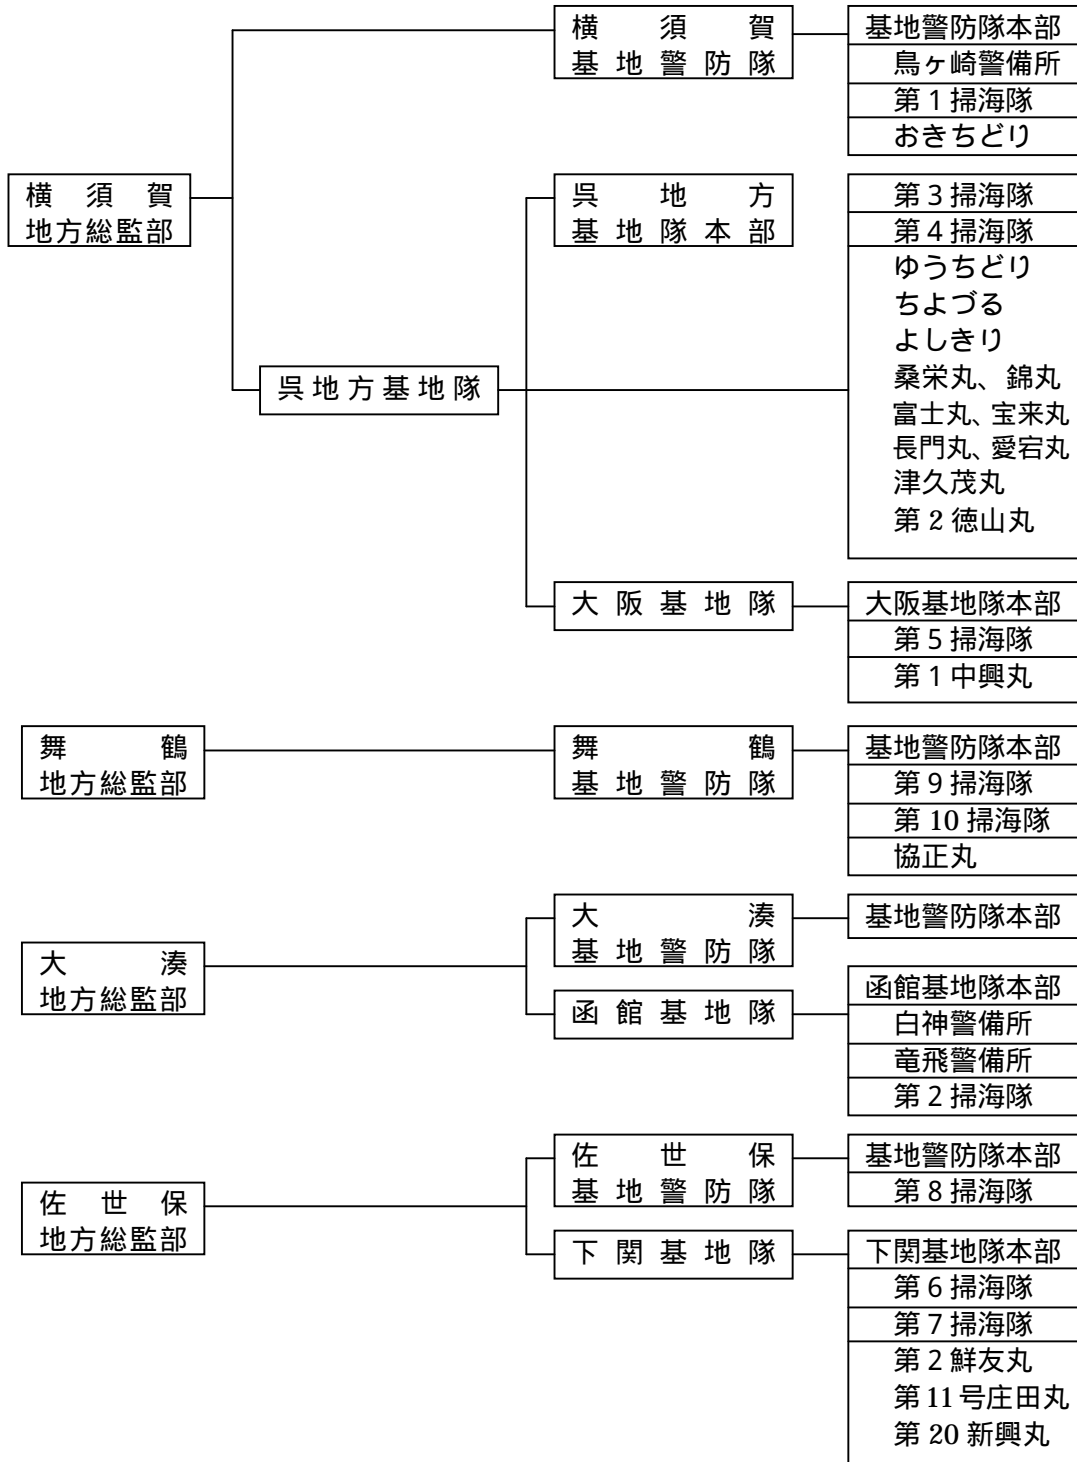 横須賀
地方総監部
横須賀
基地警防隊
基地警防隊本部
鳥ヶ崎警備所
第1掃海隊
おきちどり
呉地方基地隊
呉地方
基地隊本部
第3掃海隊
第4掃海隊
ゆうちどり
ちよづる
よしきり
桑栄丸、錦丸
富士丸、宝来丸
長門丸、愛宕丸
津久茂丸
第2徳山丸
大阪基地隊
大阪基地隊本部
第5掃海隊
第1中興丸
舞鶴
地方総監部
舞鶴
基地警防隊
基地警防隊本部
第9掃海隊
第10掃海隊
協正丸
大湊
地方総監部
大湊
基地警防隊
基地警防隊本部
函館基地隊
函館基地隊本部
白神警備所
竜飛警備所
第2掃海隊
佐世保
地方総監部
佐世保
基地警防隊
基地警防隊本部
第8掃海隊
下関基地隊
下関基地隊本部
第6掃海隊
第7掃海隊
第2鮮友丸
第11号庄田丸
第20新興丸